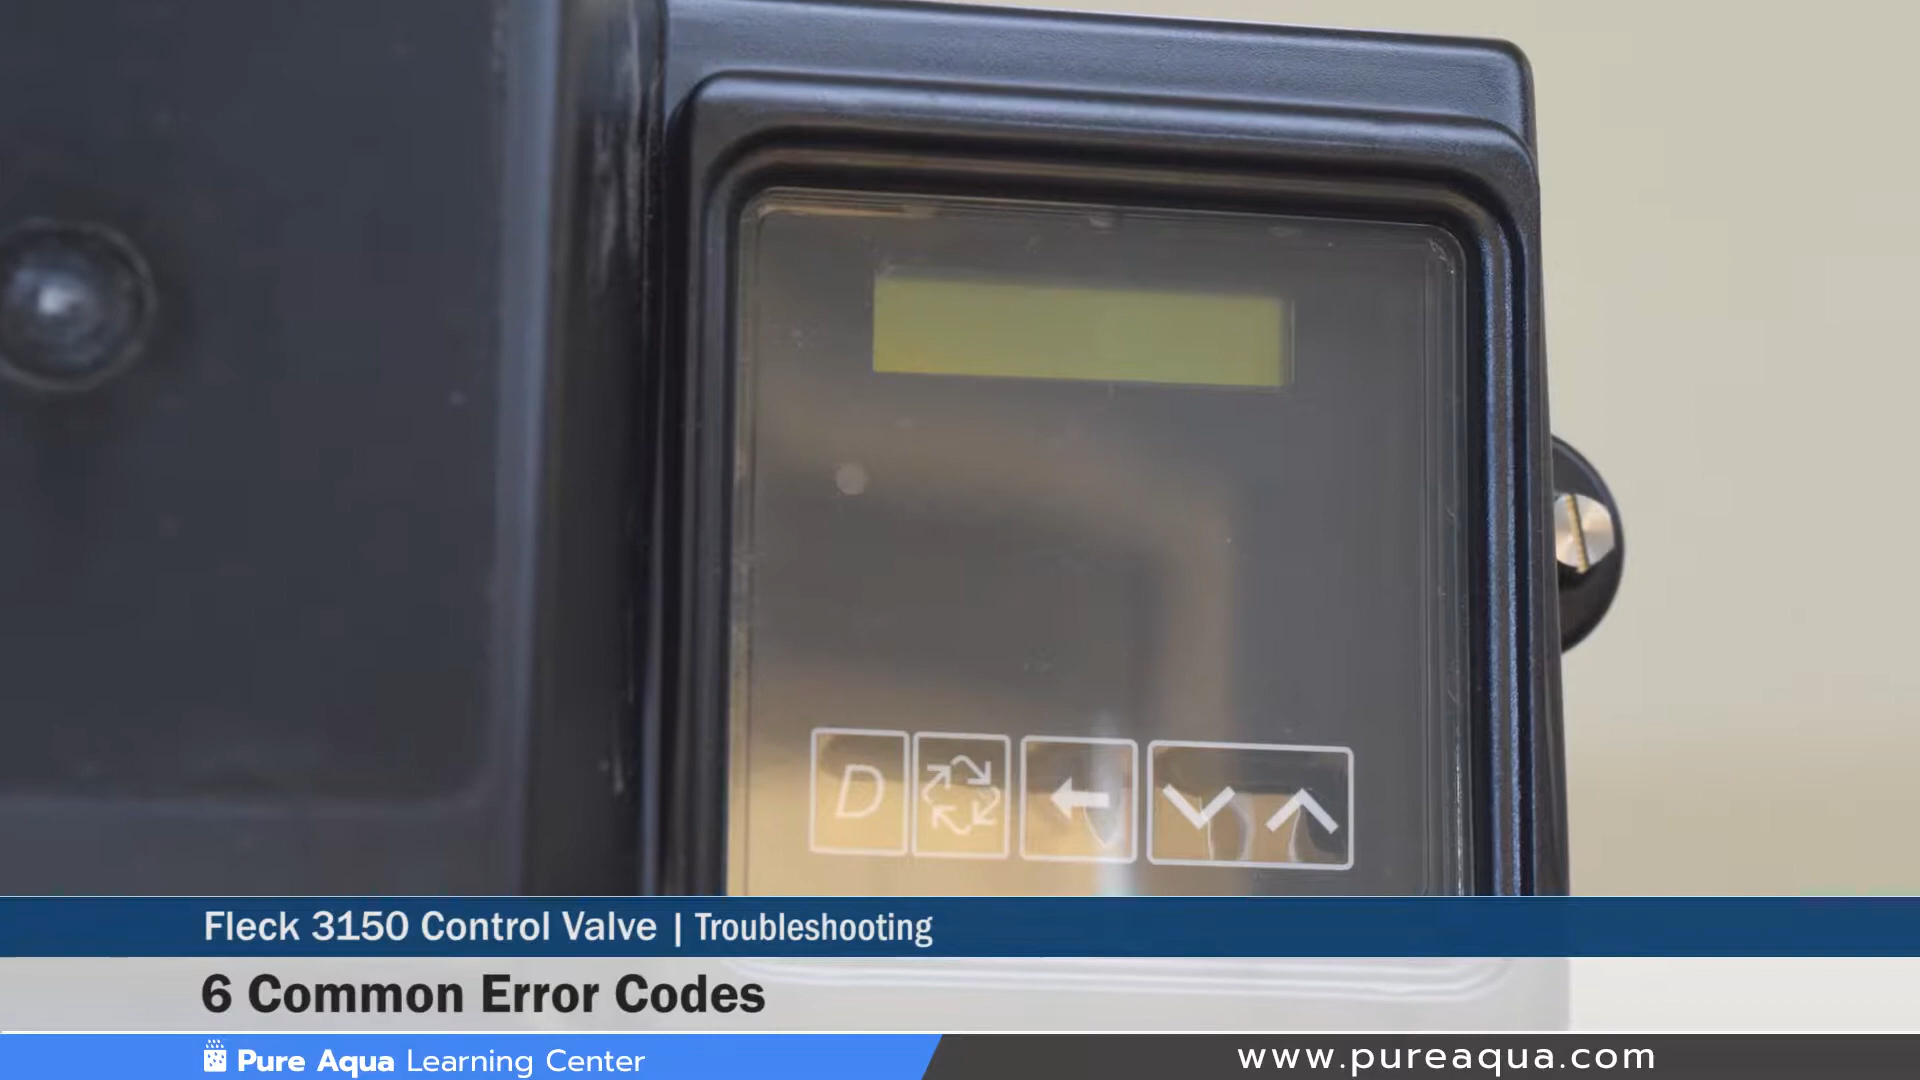 D
Fleck 3150 Control Valve | Troubleshooting
6 Common Error Codes
Pure Aqua Learning Center
www.pureaqua.com